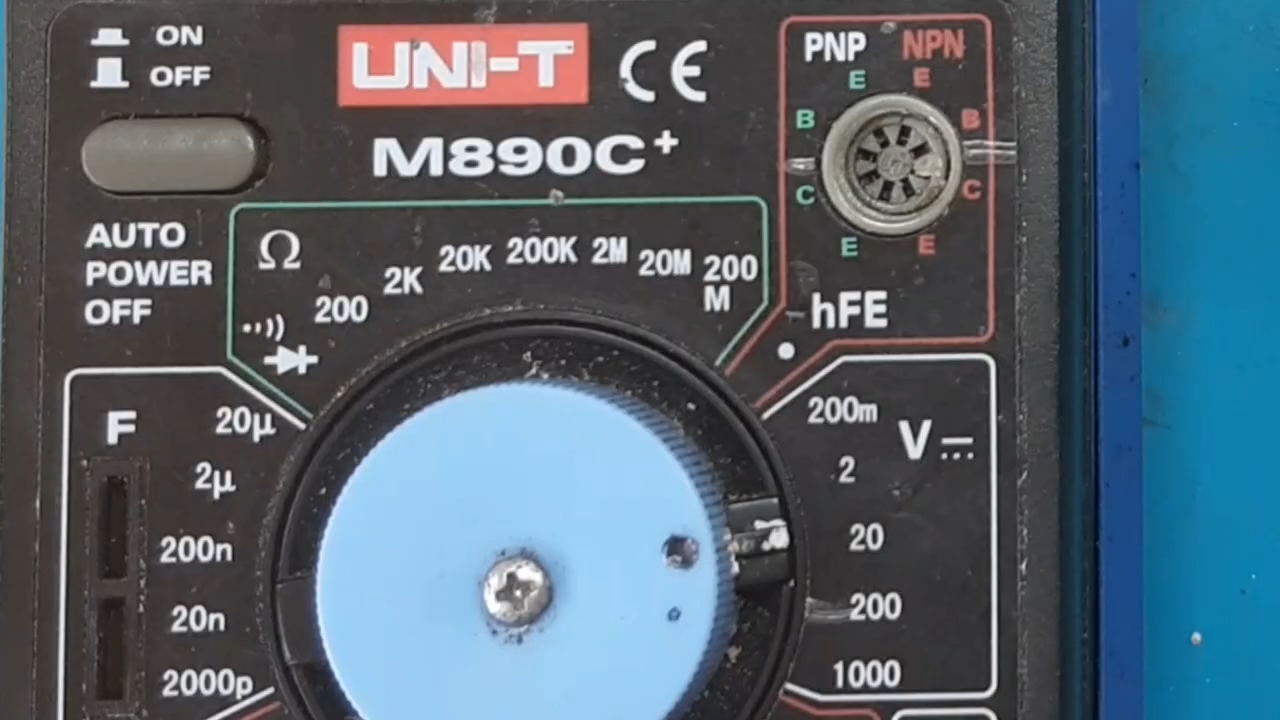 ON
OFF
UNI-T CE
M890C+
PNP NPN
E E
B B
C C
E E
hFE
AUTO
POWER
OFF
Ω
200 2K 20K 200K 2M 20M 200
M
F
20µ
2µ
200n
20n
2000p
200m V
2
20
200
1000